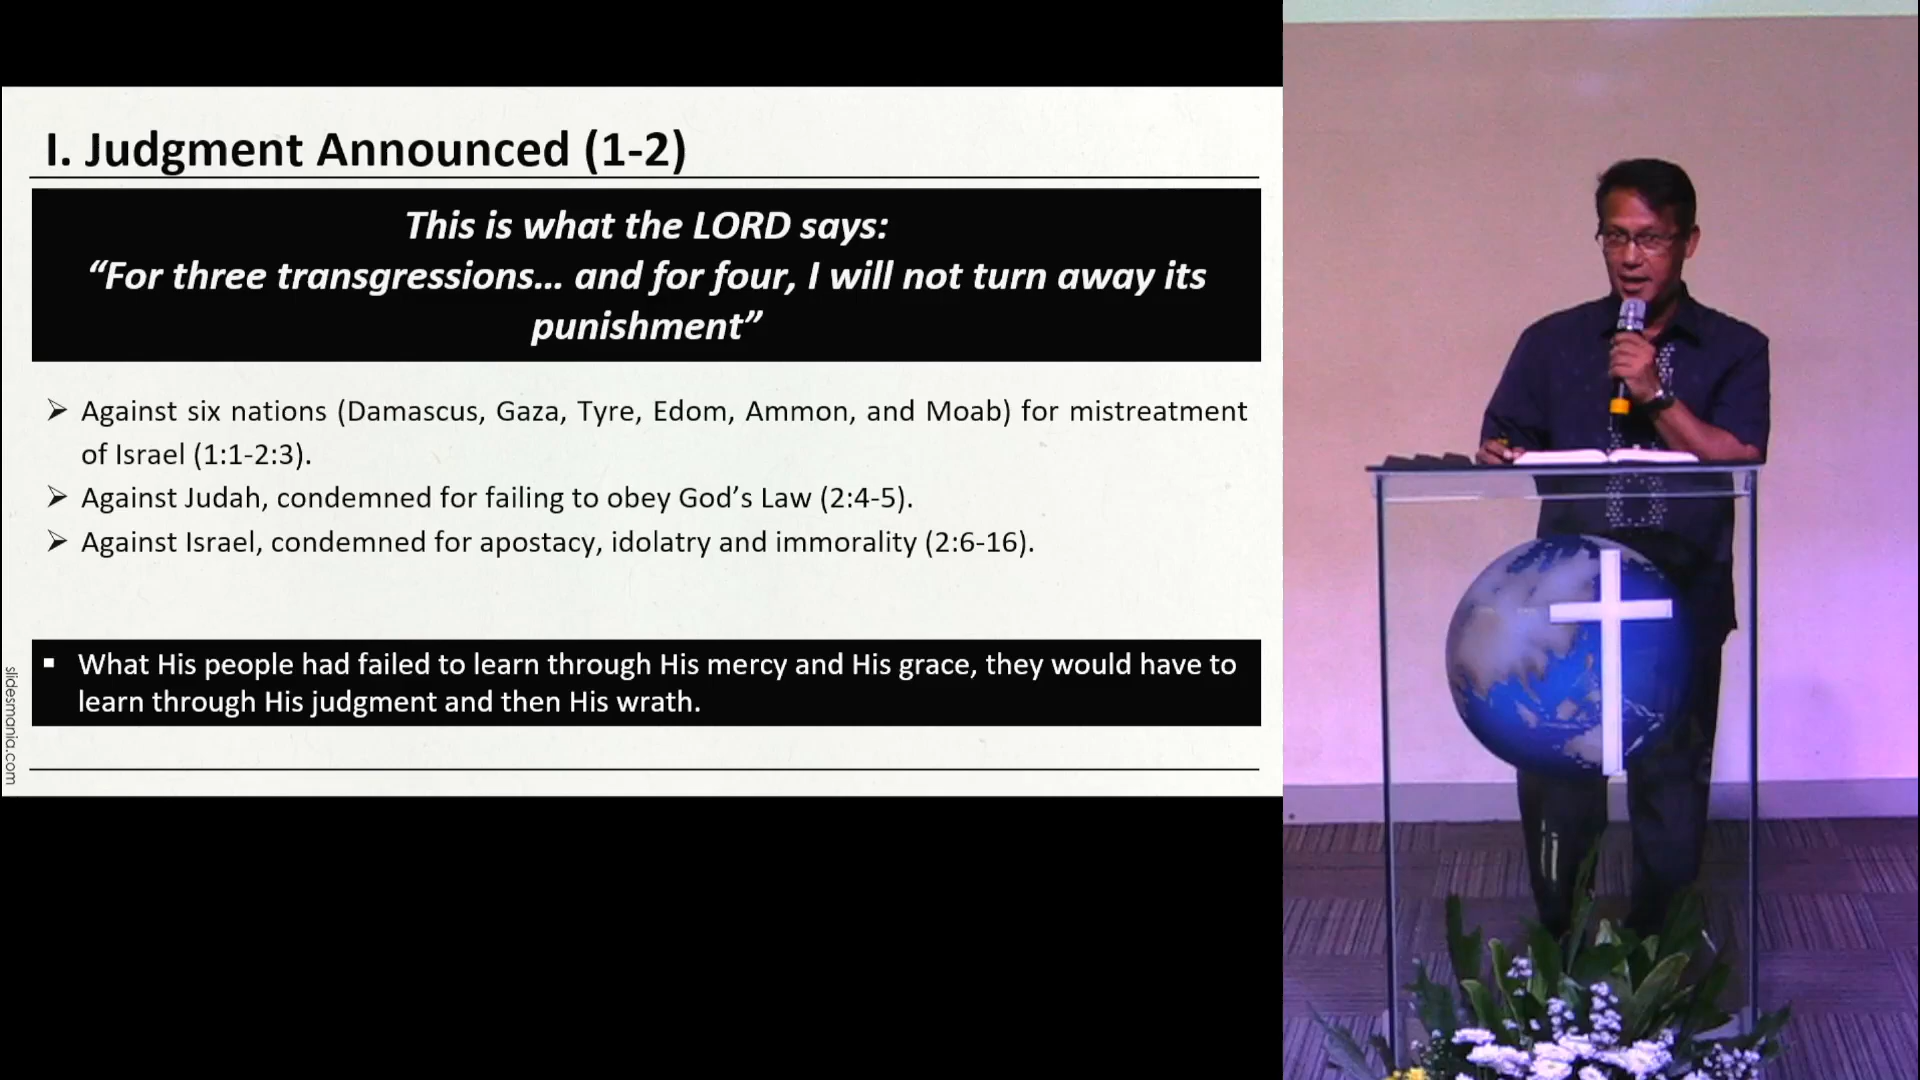 I. Judgment Announced (1-2)
This is what the LORD says:
“For three transgressions... and for four, I will not turn away its
punishment”
➢ Against six nations (Damascus, Gaza, Tyre, Edom, Ammon, and Moab) for mistreatment
of Israel (1:1-2:3).
➢ Against Judah, condemned for failing to obey God’s Law (2:4-5).
➢ Against Israel, condemned for apostacy, idolatry and immorality (2:6-16).
▪ What His people had failed to learn through His mercy and His grace, they would have to
learn through His judgment and then His wrath.
slidesmania.com